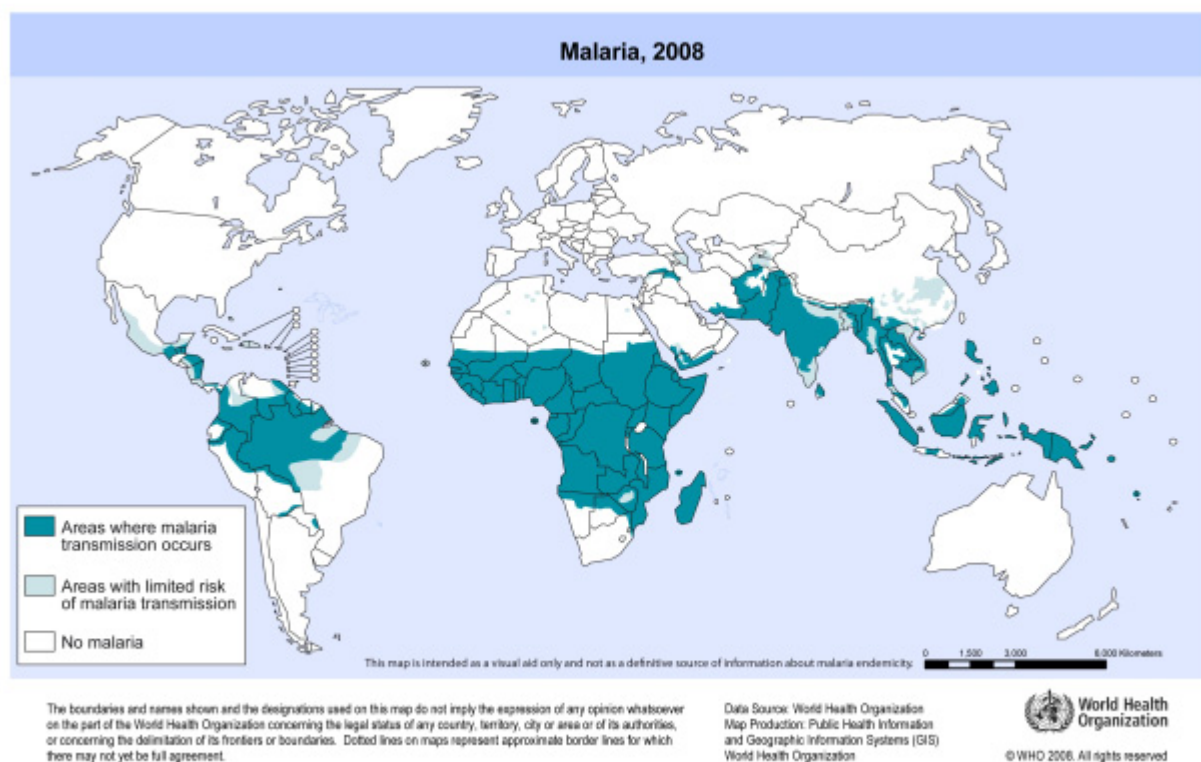 Malaria, 2008
Areas where malaria
transmission occurs
Areas with limited risk
of malaria transmission
No malaria
This map is intended as a visual aid only and not as a definitive source of information about malaria endemicity.
0 1,500 3,000 6,000 Kilometers
The boundaries and names shown and the designations used on this map do not imply the expression of any opinion whatsoever
on the part of the World Health Organization concerning the legal status of any country, territory, city or area or of its authorities,
or concerning the delimitation of its frontiers or boundaries. Dotted lines on maps represent approximate border lines for which
there may not yet be full agreement.
Data Source: World Health Organization
Map Production: Public Health Information
and Geographic Information Systems (GIS)
World Health Organization
World Health
Organization
© WHO 2008. All rights reserved